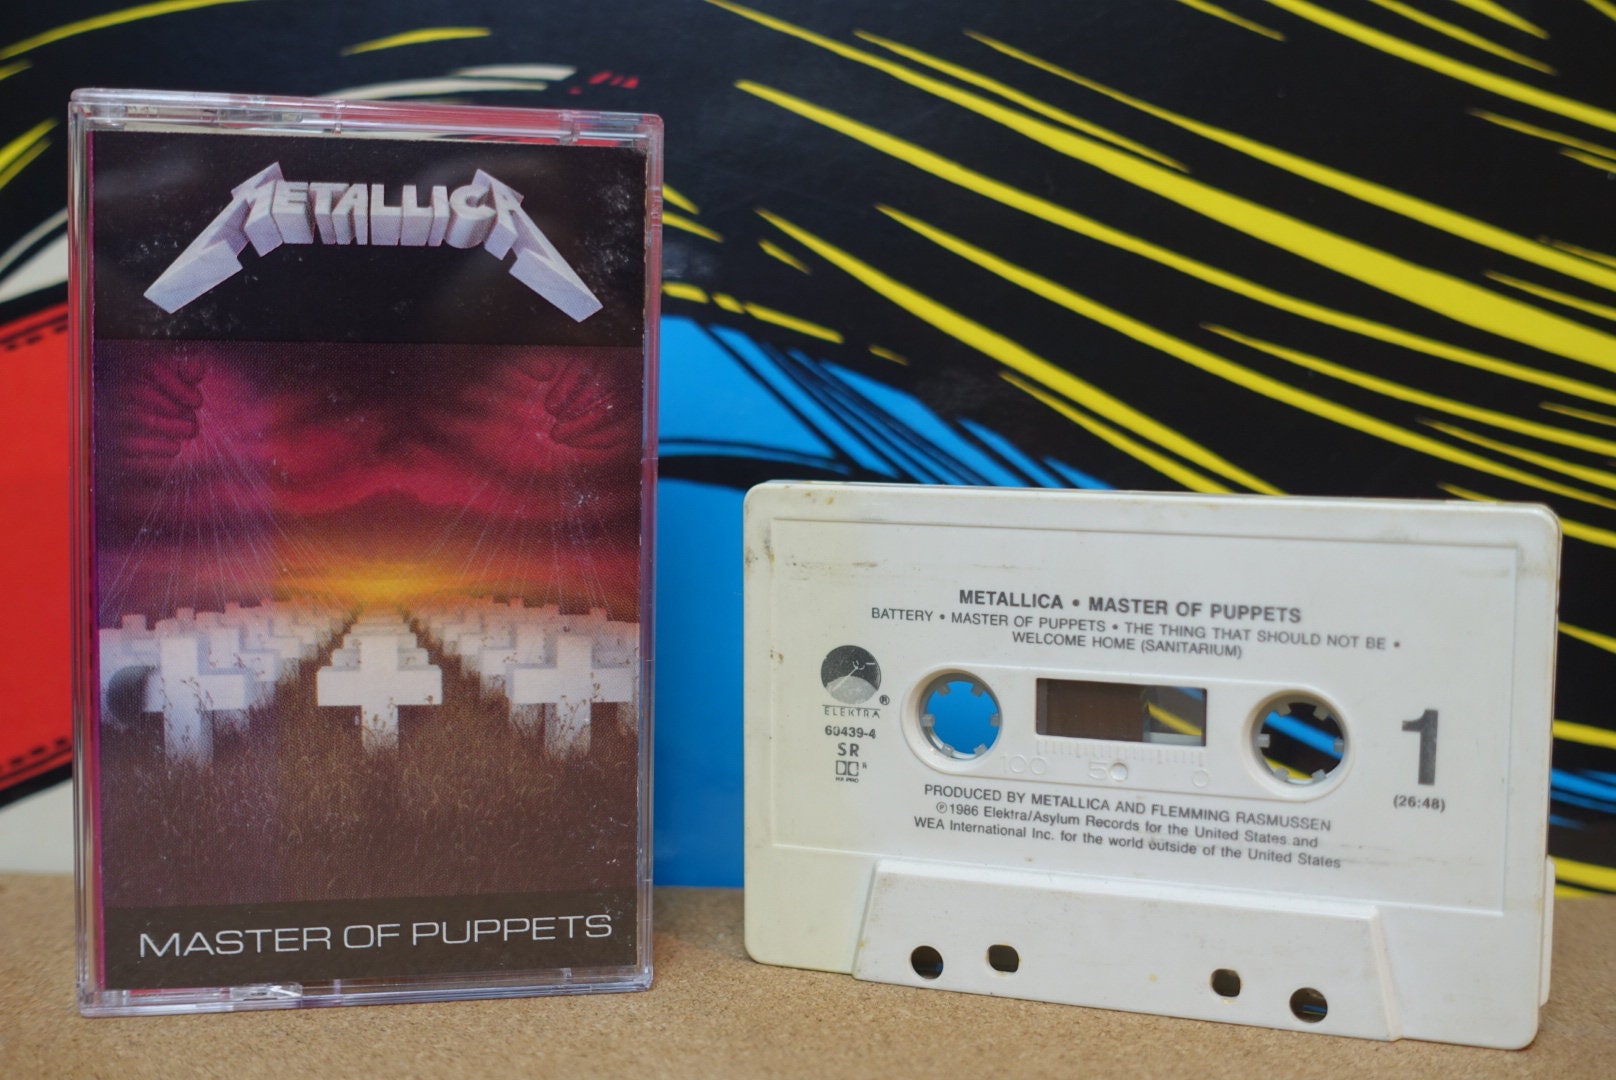 METALLICA
MASTER OF PUPPETS
METALLICA • MASTER OF PUPPETS
BATTERY • MASTER OF PUPPETS • THE THING THAT SHOULD NOT BE •
WELCOME HOME (SANITARIUM)
ELEKTRA ®
60439-4
SR
HX PRO
100 50 0
1
(26:48)
PRODUCED BY METALLICA AND FLEMMING RASMUSSEN
℗1986 Elektra/Asylum Records for the United States and
WEA International Inc. for the world outside of the United States